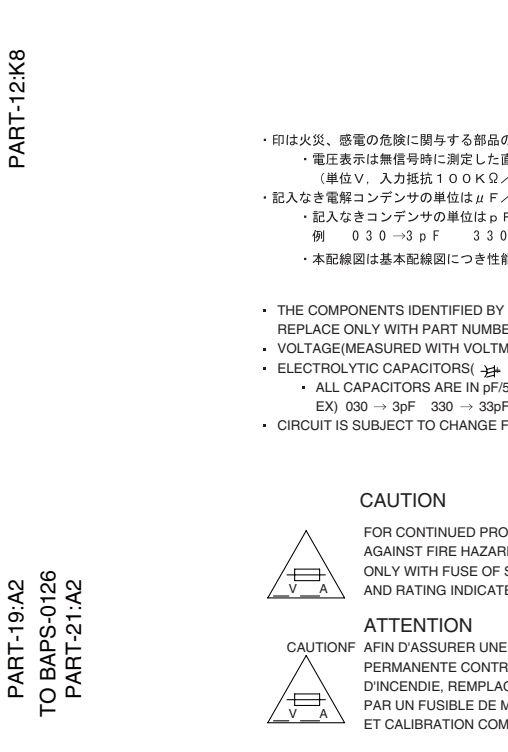 PART-12:K8
・印は火災、感電の危険に関与する部品の
・電圧表示は無信号時に測定した直
（単位Ｖ，入力抵抗１００ＫΩ／
・記入なき電解コンデンサの単位はμＦ／
・記入なきコンデンサの単位はｐＦ
例　０３０→３ｐＦ　３３０
・本配線図は基本配線図につき性能
▪ THE COMPONENTS IDENTIFIED BY
REPLACE ONLY WITH PART NUMBE
▪ VOLTAGE(MEASURED WITH VOLTM
▪ ELECTROLYTIC CAPACITORS(
▪ ALL CAPACITORS ARE IN pF/5
EX) 030 → 3pF 330 → 33pF
▪ CIRCUIT IS SUBJECT TO CHANGE F
CAUTION
FOR CONTINUED PRO
AGAINST FIRE HAZAR
ONLY WITH FUSE OF S
AND RATING INDICATE
_V _A
ATTENTION
CAUTIONF AFIN D'ASSURER UNE
PERMANENTE CONTR
D'INCENDIE, REMPLAC
PAR UN FUSIBLE DE M
ET CALIBRATION COM
_V _A
PART-19:A2
TO BAPS-0126
PART-21:A2